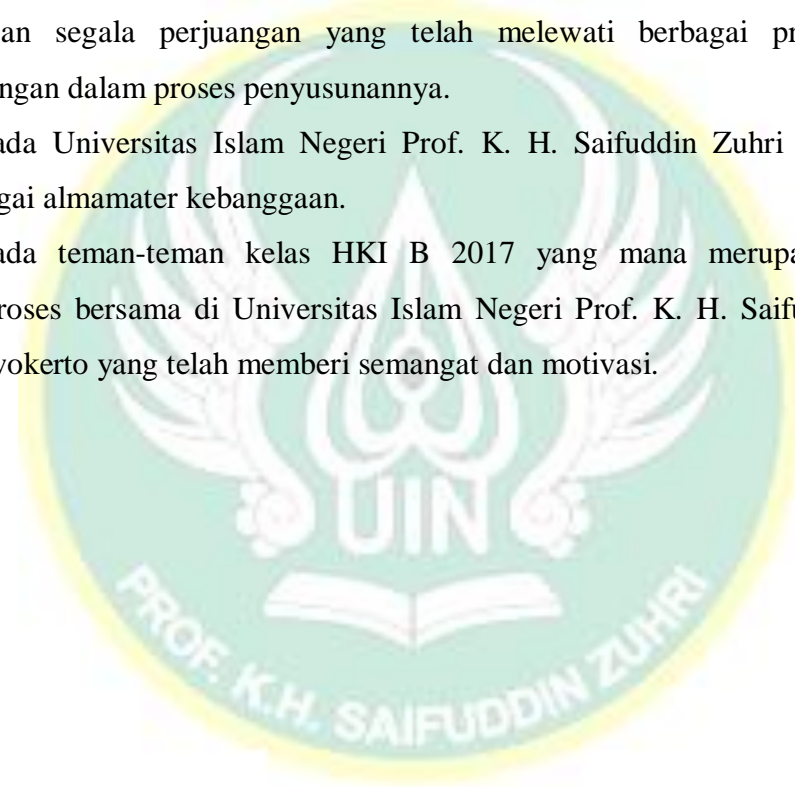 an segala perjuangan yang telah melewati berbagai pr
ngan dalam proses penyusunannya.
ada Universitas Islam Negeri Prof. K. H. Saifuddin Zuhri
gai almamater kebanggaan.
ada teman-teman kelas HKI B 2017 yang mana merupa
roses bersama di Universitas Islam Negeri Prof. K. H. Saifu
vokerto yang telah memberi semangat dan motivasi.
UIN
PROF. K.H. SAIFUDDIN ZUHRI